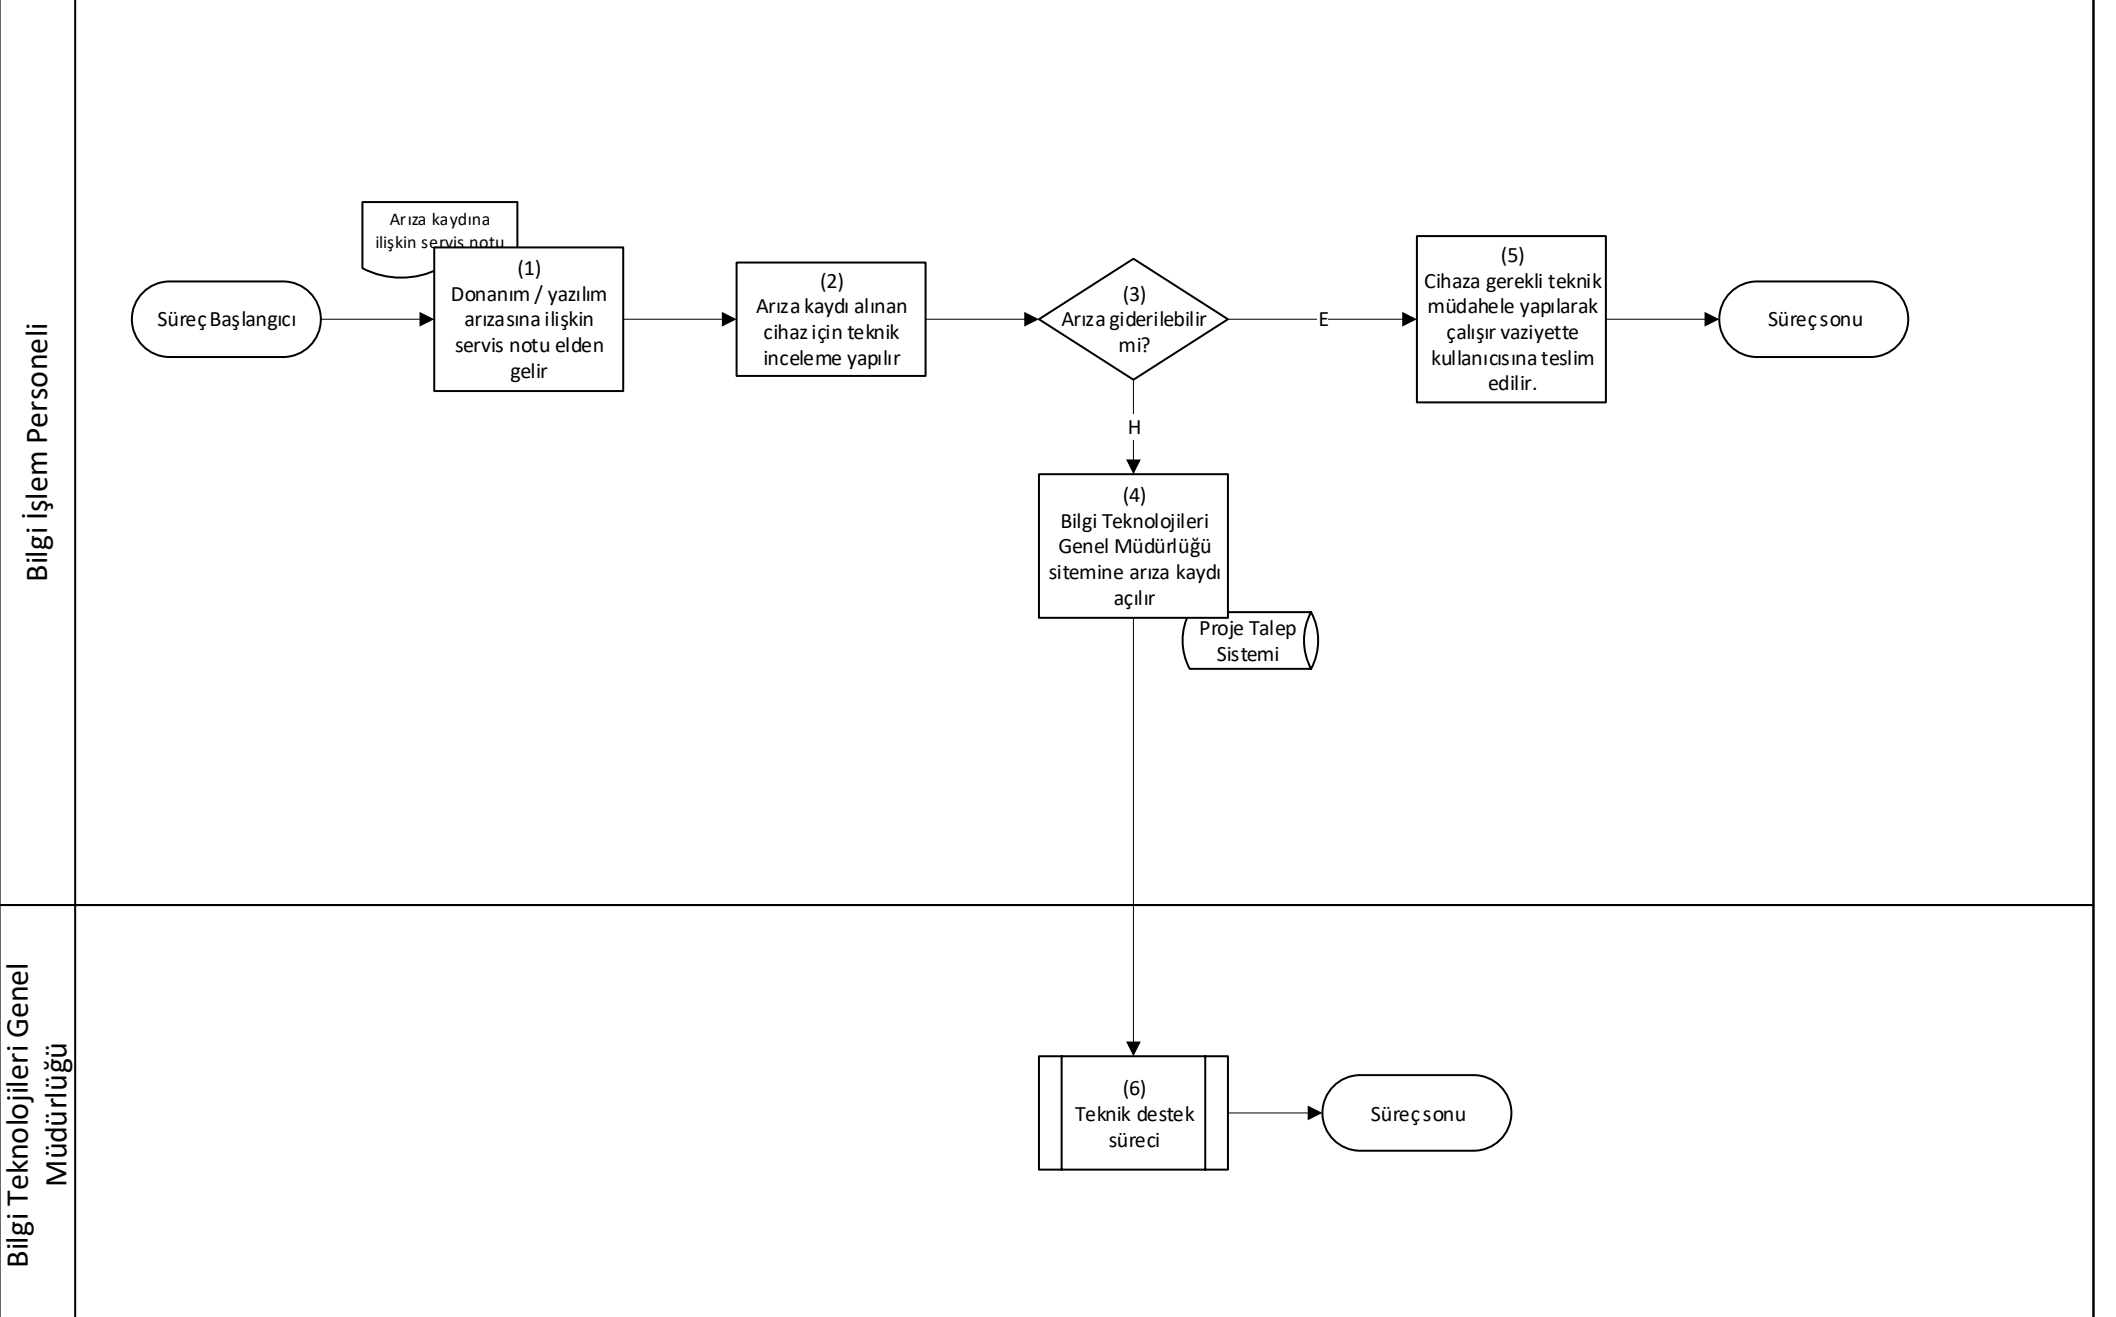 Bilgi İşlem Personeli
Süreç Başlangıcı
Arıza kaydına
ilişkin servis notu
(1)
Donanım / yazılım
arızasına ilişkin
servis notu elden
gelir
(2)
Arıza kaydı alınan
cihaz için teknik
inceleme yapılır
(3)
Arıza giderilebilir
mi?
E
(5)
Cihaza gerekli teknik
müdahele yapılarak
çalışır vaziyette
kullanıcısına teslim
edilir.
Süreç sonu
H
(4)
Bilgi Teknolojileri
Genel Müdürlüğü
sitemine arıza kaydı
açılır
Proje Talep
Sistemi
Bilgi Teknolojileri Genel
Müdürlüğü
(6)
Teknik destek
süreci
Süreç sonu